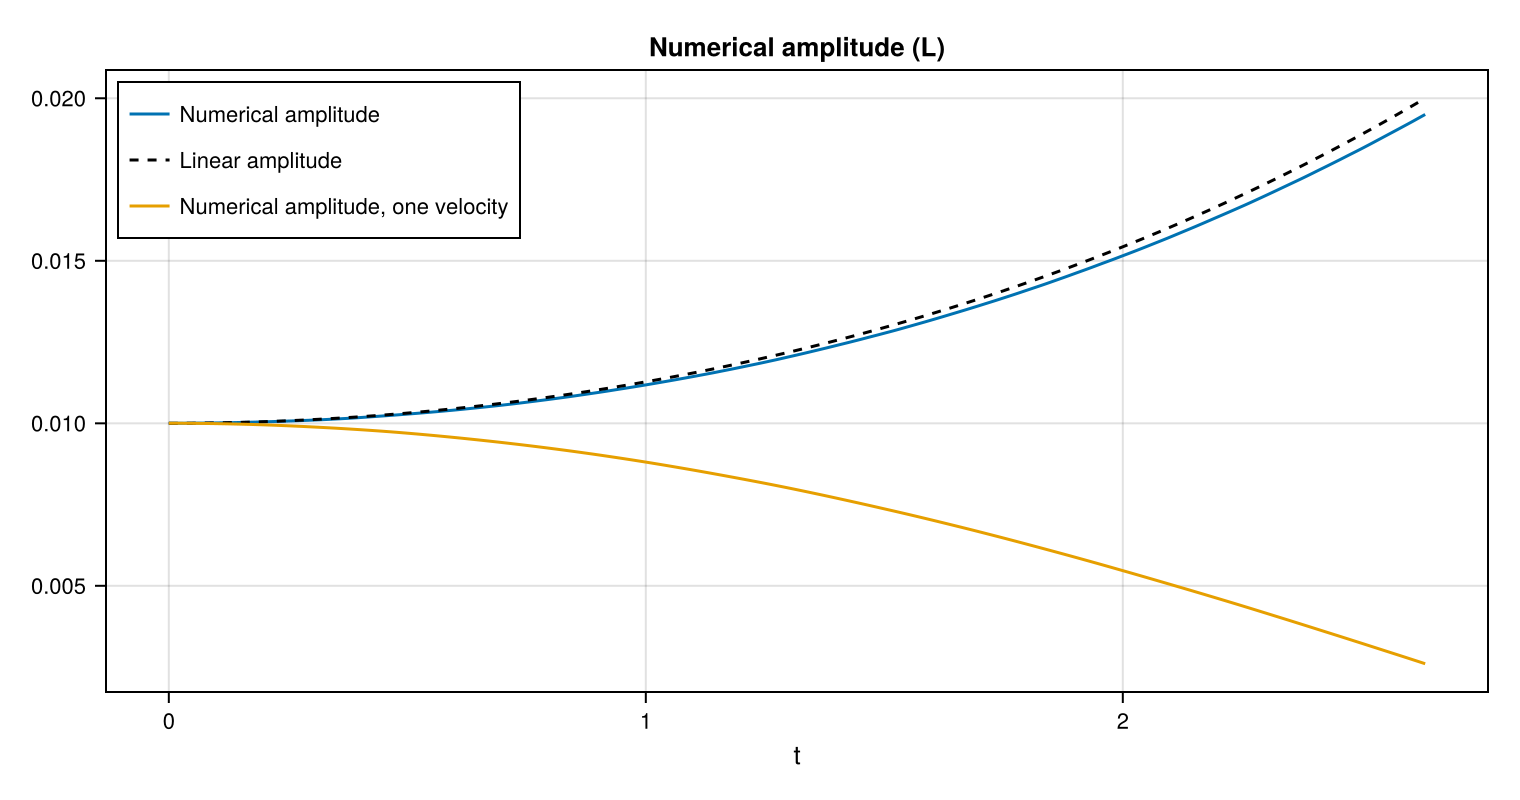 Numerical amplitude (L)
Numerical amplitude
Linear amplitude
Numerical amplitude, one velocity
0.020
0.015
0.010
0.005
0
1
2
t